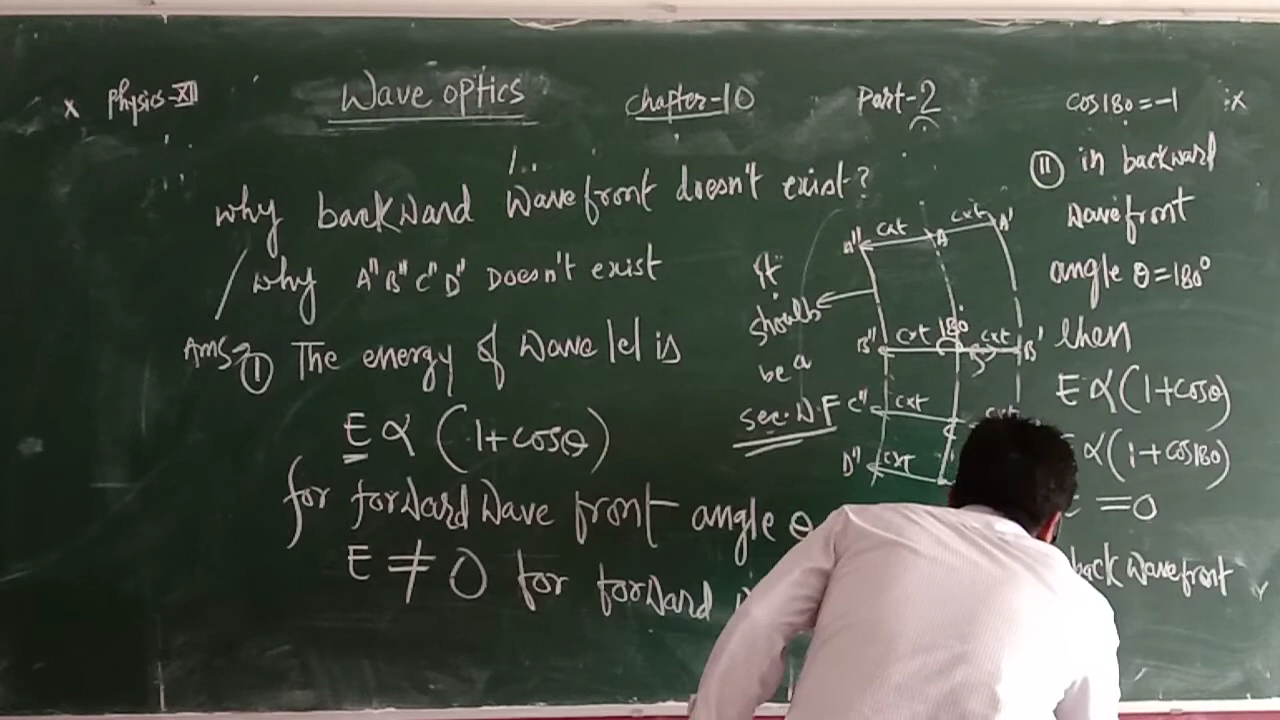 x Physics-XII Wave optics chapter-10 Part-2
why backward Wavefront doesn't exist?
/why A" B" C" D" Doesn't exist
Ans→ ① The energy of Wavelet is
E ∝ (1+cosθ)
for forward Wave front angle θ
E ≠ 0 for forward
It
should
be a
sec. W.F
A" cxt A cxt A'
B" cxt 180° cxt B'
C" cxt cxt
D" cxt
cos180 = -1 x
Ⅱ in backward
Wavefront
angle θ = 180°
then
E ∝ (1+cosθ)
∝ (1+cos180)
= 0
back wavefront